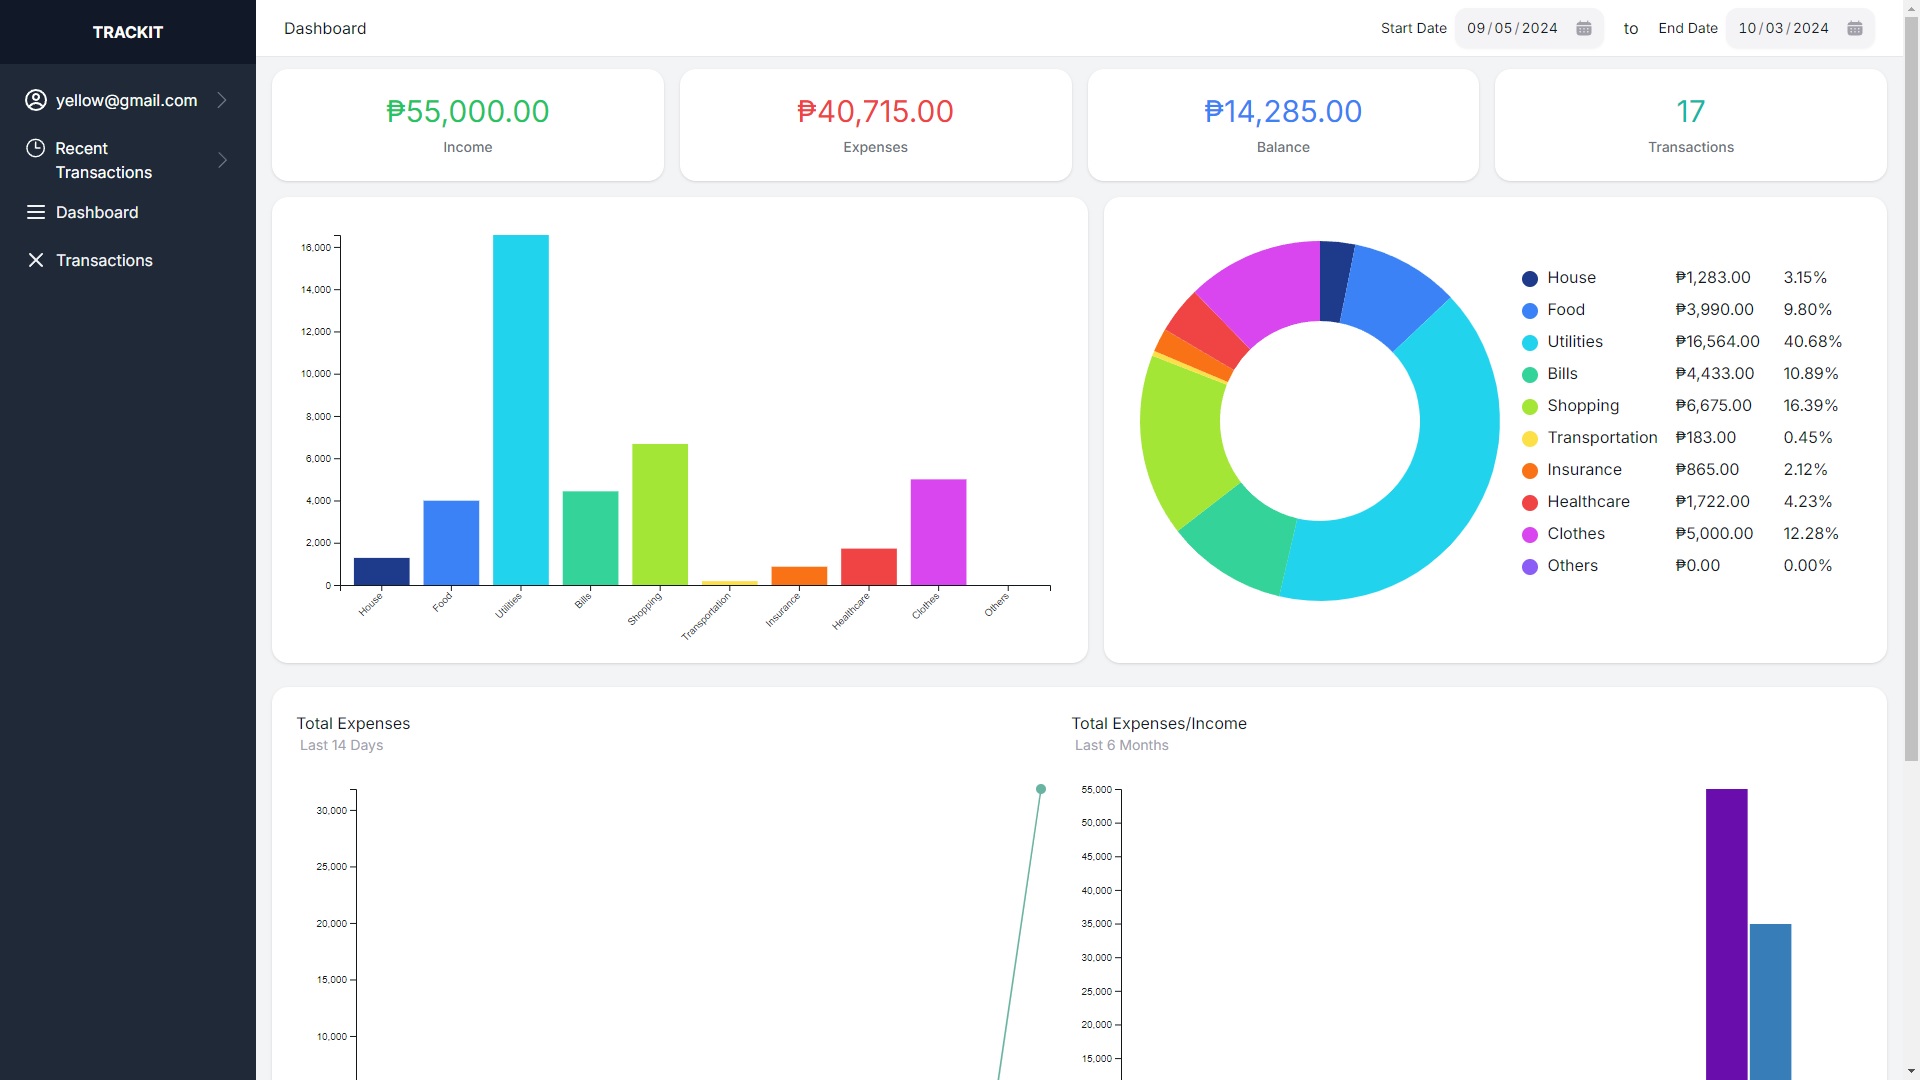 TRACKIT
yellow@gmail.com
Recent
Transactions
Dashboard
Transactions
Dashboard
Start Date 09/05/2024 to End Date 10/03/2024
₱55,000.00
Income
₱40,715.00
Expenses
₱14,285.00
Balance
17
Transactions
16,000
14,000
12,000
10,000
8,000
6,000
4,000
2,000
0
House
Food
Utilities
Bills
Shopping
Transportation
Insurance
Healthcare
Clothes
Others
House ₱1,283.00 3.15%
Food ₱3,990.00 9.80%
Utilities ₱16,564.00 40.68%
Bills ₱4,433.00 10.89%
Shopping ₱6,675.00 16.39%
Transportation ₱183.00 0.45%
Insurance ₱865.00 2.12%
Healthcare ₱1,722.00 4.23%
Clothes ₱5,000.00 12.28%
Others ₱0.00 0.00%
Total Expenses
Last 14 Days
30,000
25,000
20,000
15,000
10,000
Total Expenses/Income
Last 6 Months
55,000
50,000
45,000
40,000
35,000
30,000
25,000
20,000
15,000